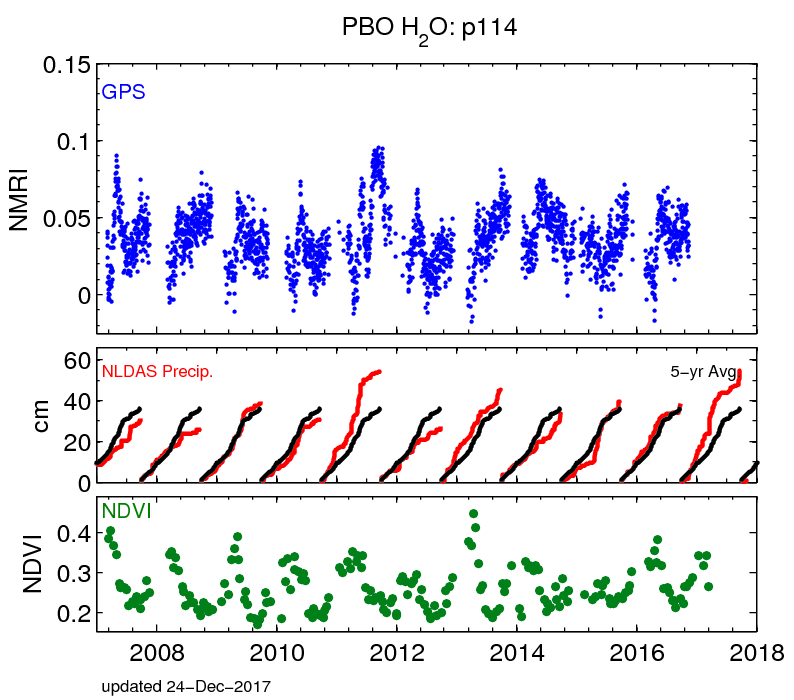 PBO H2O: p114
0.15
GPS
0.1
NMRI
0.05
0
60
NLDAS Precip.
5-yr Avg.
40
cm
20
0
NDVI
0.4
NDVI
0.3
0.2
2008 2010 2012 2014 2016 2018
updated 24-Dec-2017